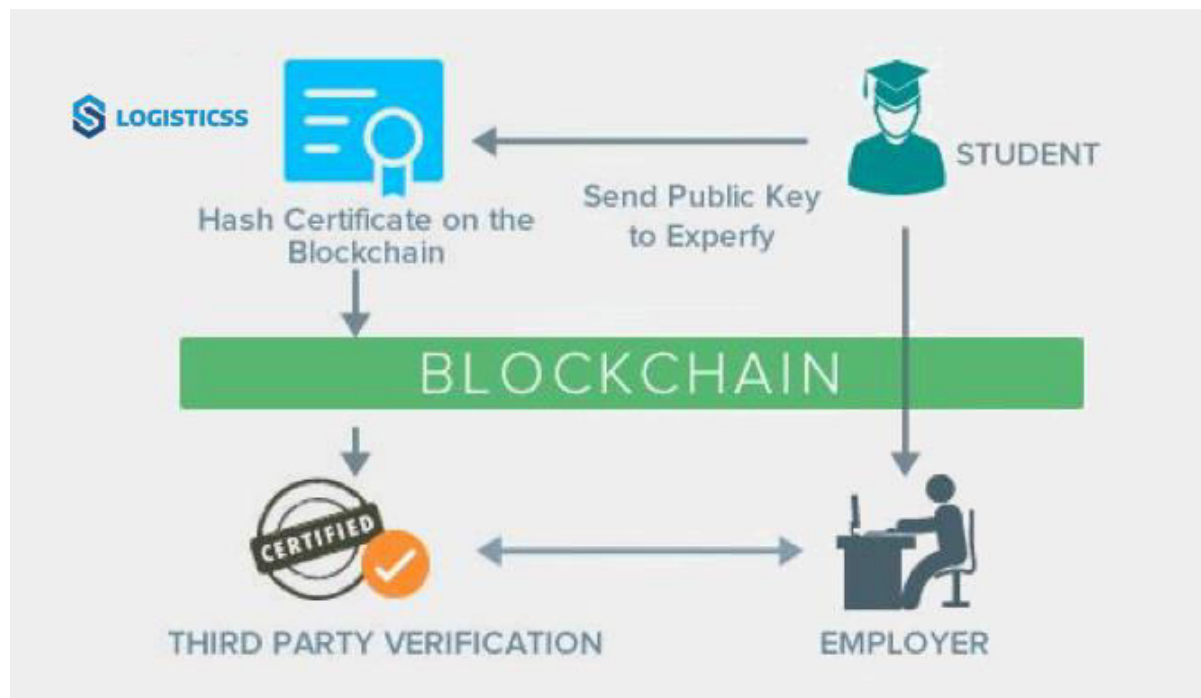 LOGISTICSS
STUDENT
Send Public Key
to Experfy
Hash Certificate on the
Blockchain
BLOCKCHAIN
CERTIFIED
THIRD PARTY VERIFICATION
EMPLOYER